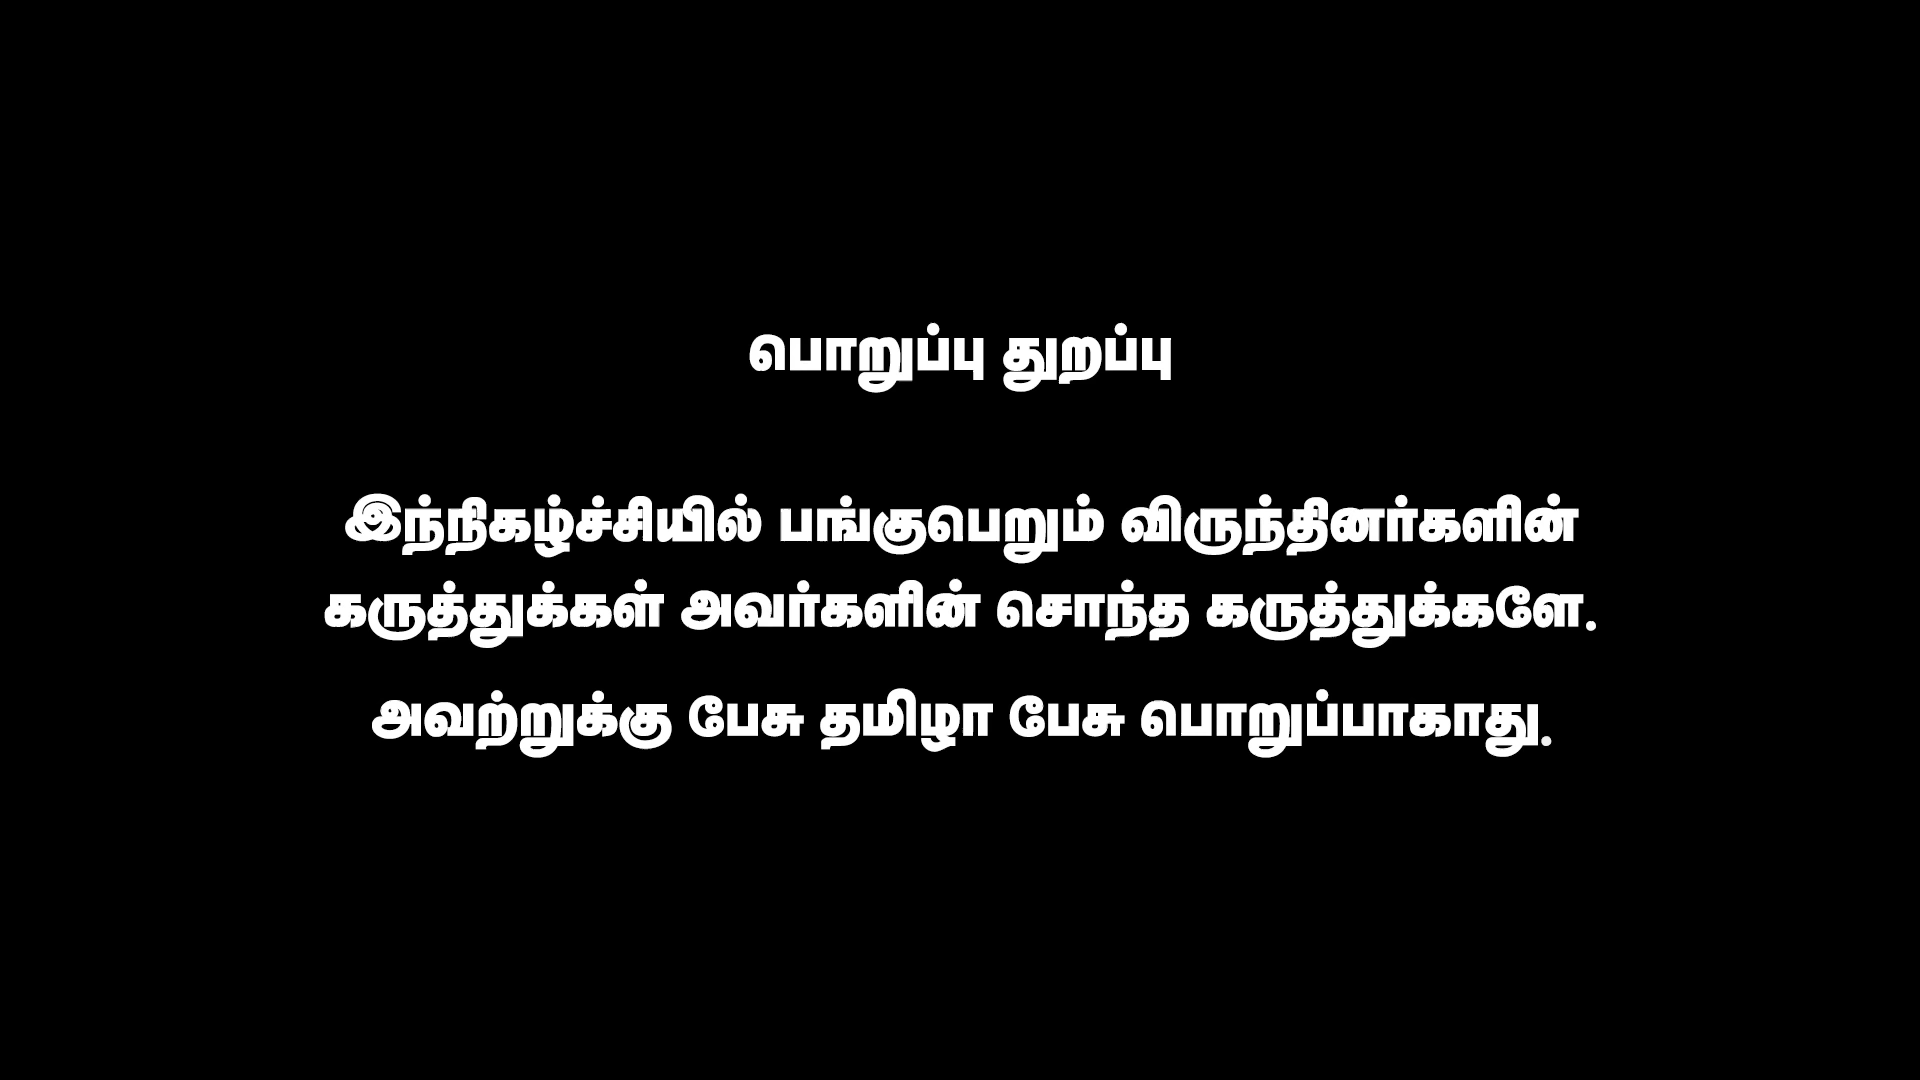 பொறுப்பு துறப்பு
இந்நிகழ்ச்சியில் பங்குபெறும் விருந்தினர்களின்
கருத்துக்கள் அவர்களின் சொந்த கருத்துக்களே.
அவற்றுக்கு பேசு தமிழா பேசு பொறுப்பாகாது.